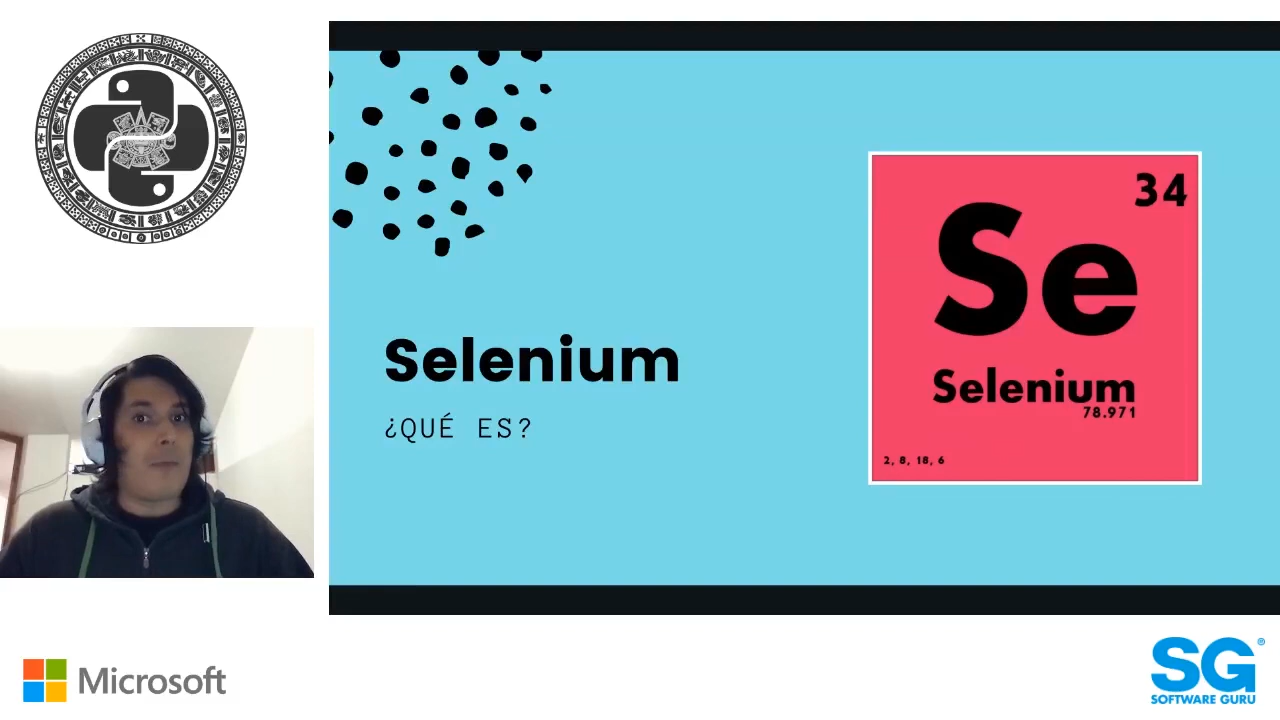 Selenium
¿QUÉ ES?
34
Se
Selenium
78.971
2, 8, 18, 6
Microsoft
SG®
SOFTWARE GURU